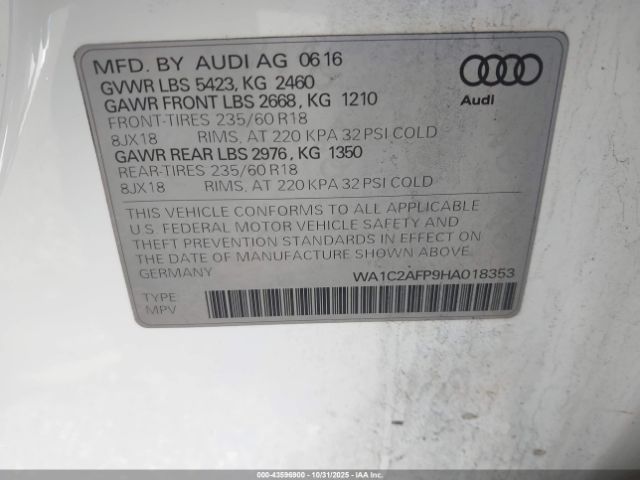 MFD. BY AUDI AG 06 16
GVWR LBS 5423, KG 2460
GAWR FRONT LBS 2668, KG 1210
FRONT-TIRES 235/60 R18
8JX18 RIMS, AT 220 KPA 32 PSI COLD
GAWR REAR LBS 2976, KG 1350
REAR-TIRES 235/60 R18
8JX18 RIMS, AT 220 KPA 32 PSI COLD
Audi
THIS VEHICLE CONFORMS TO ALL APPLICABLE
U.S. FEDERAL MOTOR VEHICLE SAFETY AND
THEFT PREVENTION STANDARDS IN EFFECT ON
THE DATE OF MANUFACTURE SHOWN ABOVE.
GERMANY
WA1C2AFP9HA018353
TYPE:
MPV
000-43596900 - 10/31/2025 - IAA, Inc.